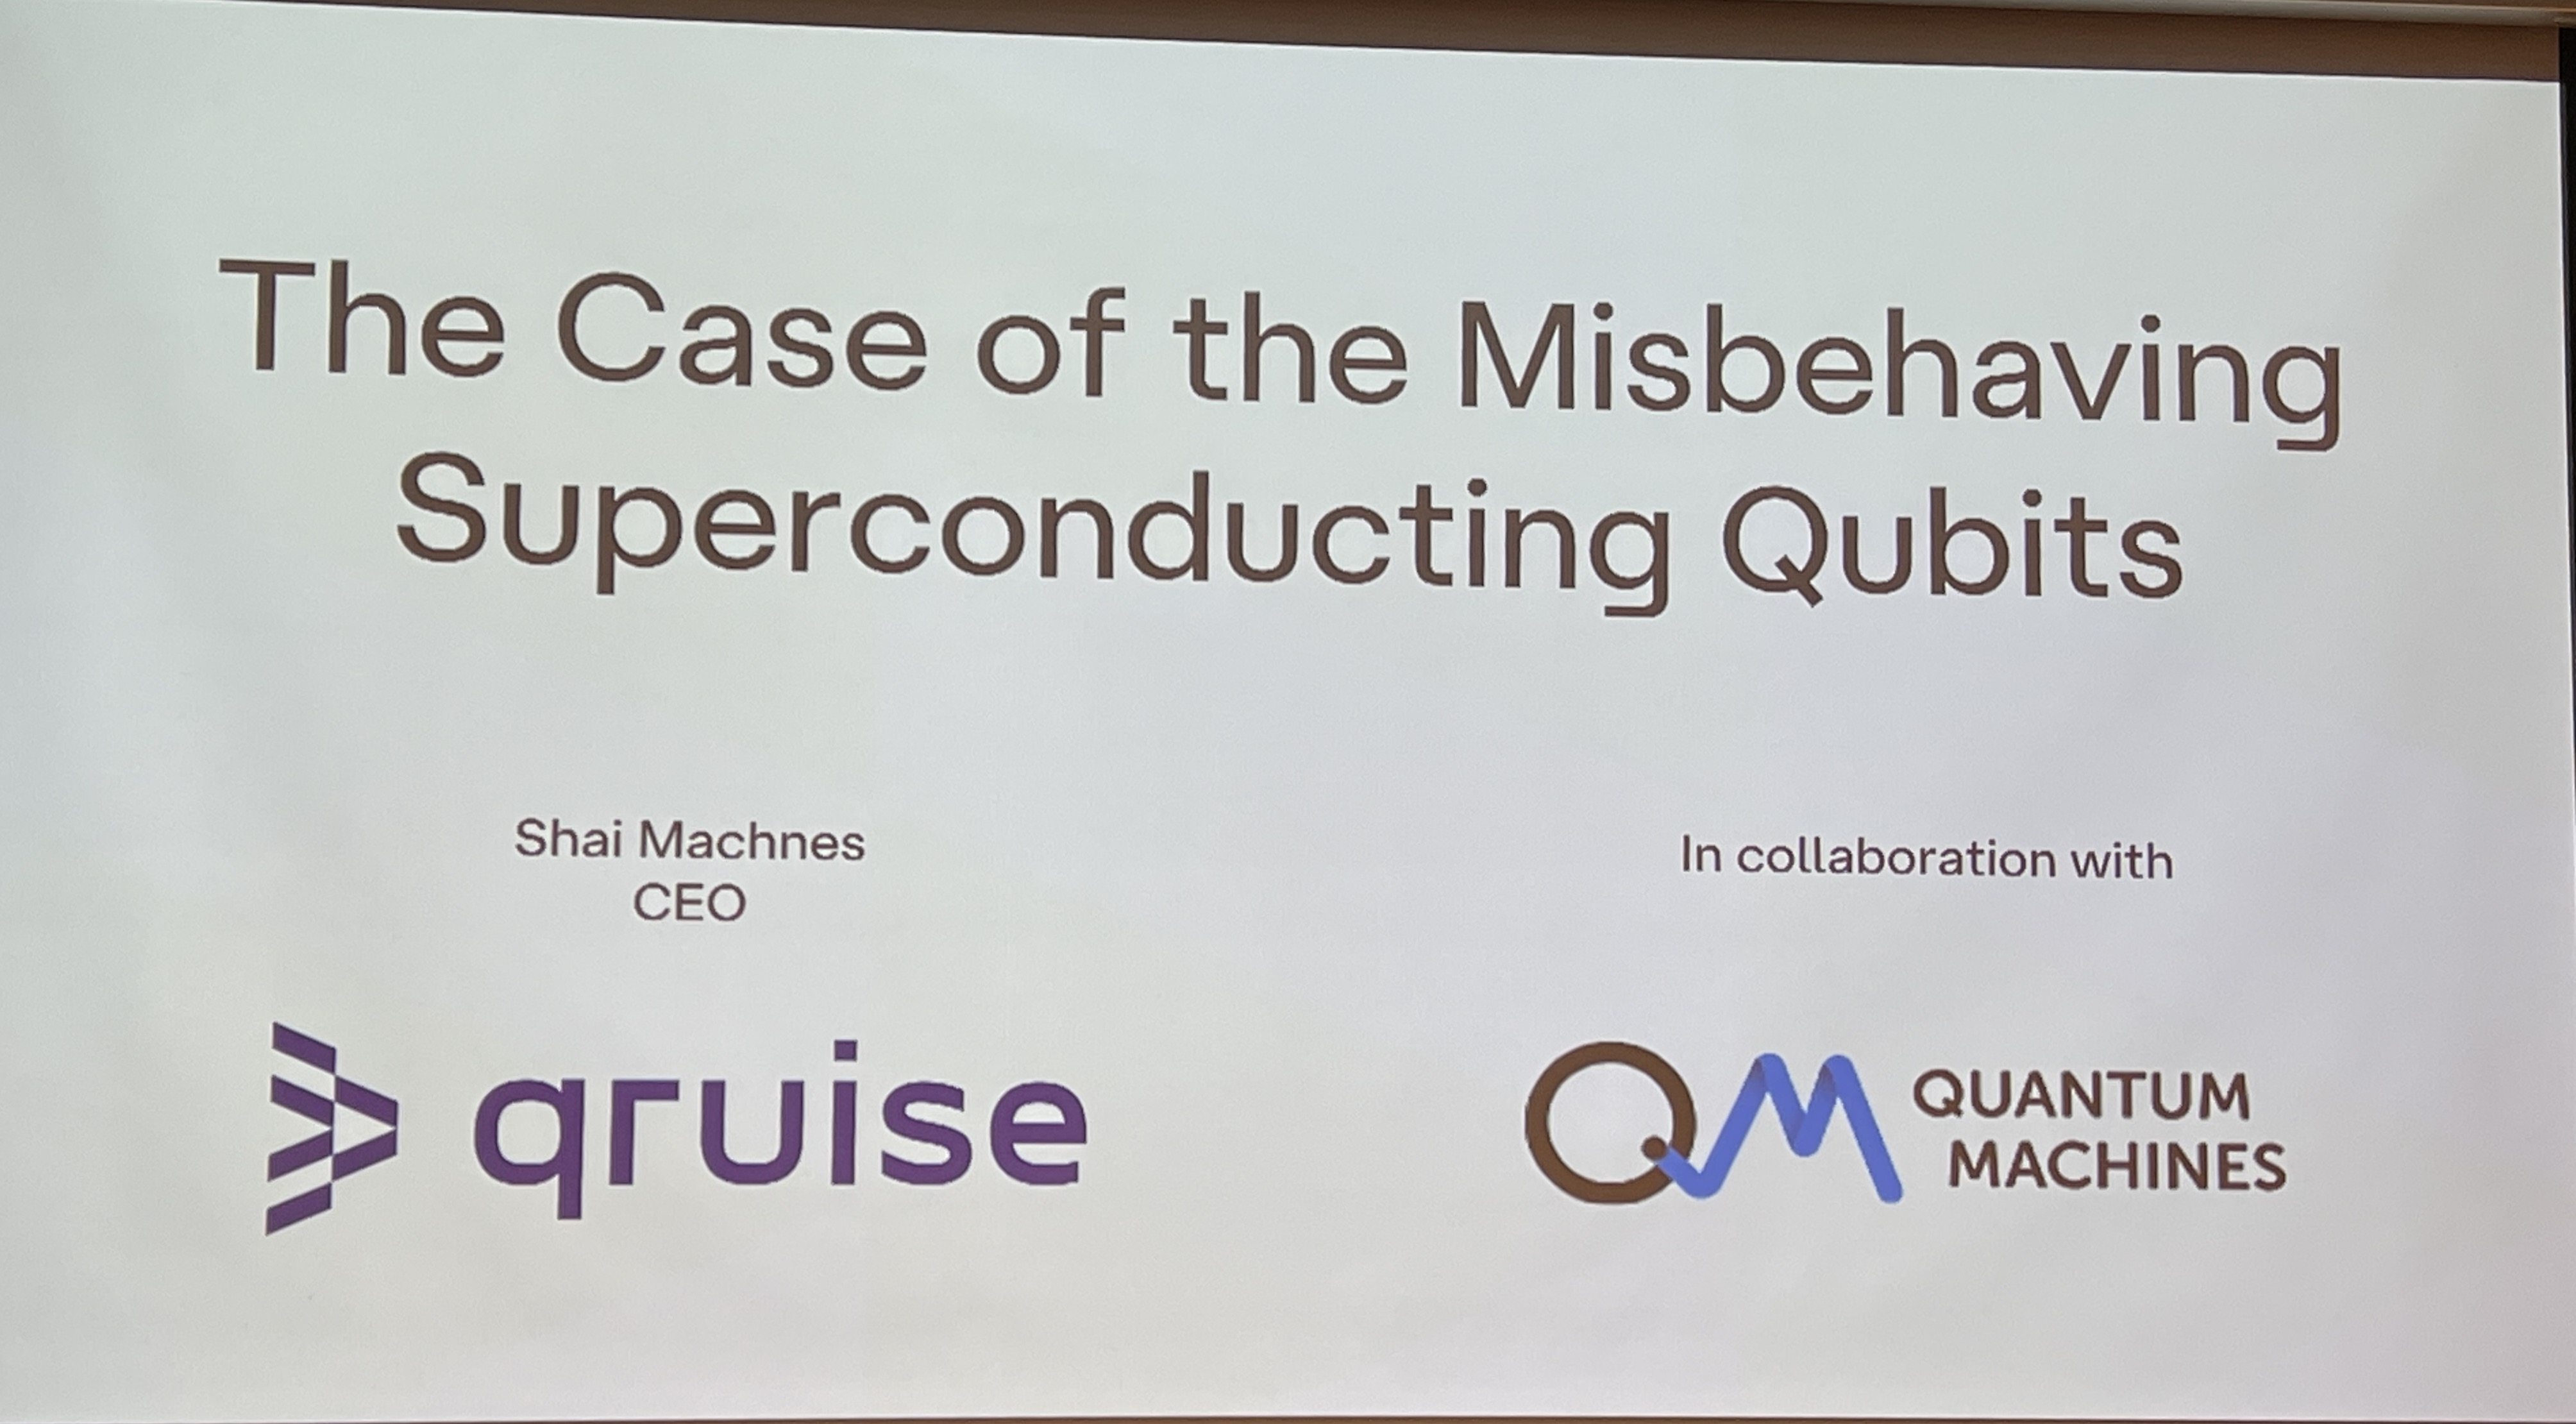 The Case of the Misbehaving
Superconducting Qubits
Shai Machnes
CEO
qruise
In collaboration with
QM QUANTUM
MACHINES